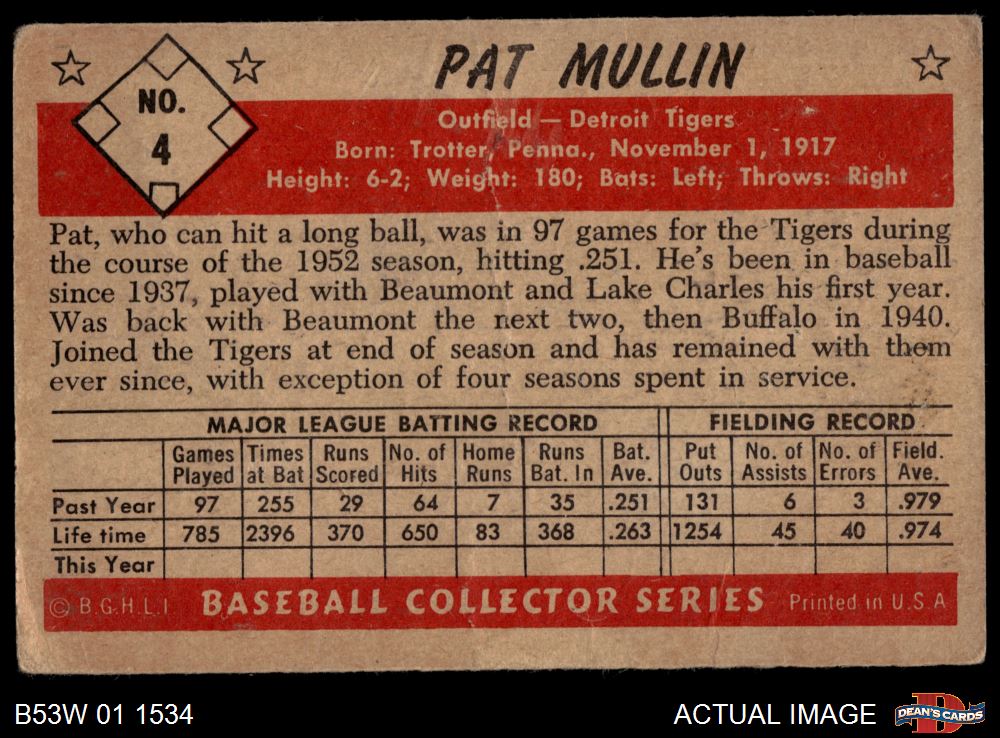 PAT MULLIN
NO.
4
Outfield — Detroit Tigers
Born: Trotter, Penna., November 1, 1917
Height: 6-2; Weight: 180; Bats: Left; Throws: Right
Pat, who can hit a long ball, was in 97 games for the Tigers during
the course of the 1952 season, hitting .251. He's been in baseball
since 1937, played with Beaumont and Lake Charles his first year.
Was back with Beaumont the next two, then Buffalo in 1940.
Joined the Tigers at end of season and has remained with them
ever since, with exception of four seasons spent in service.
MAJOR LEAGUE BATTING RECORD FIELDING RECORD
Games Times Runs No. of Home Runs Bat. Put No. of No. of Field.
Played at Bat Scored Hits Runs Bat. In Ave. Outs Assists Errors Ave.
Past Year 97 255 29 64 7 35 .251 131 6 3 .979
Life time 785 2396 370 650 83 368 .263 1254 45 40 .974
This Year
© B.G.H.L.I BASEBALL COLLECTOR SERIES Printed in U.S.A
B53W 01 1534 ACTUAL IMAGE D DEAN'S CARDS